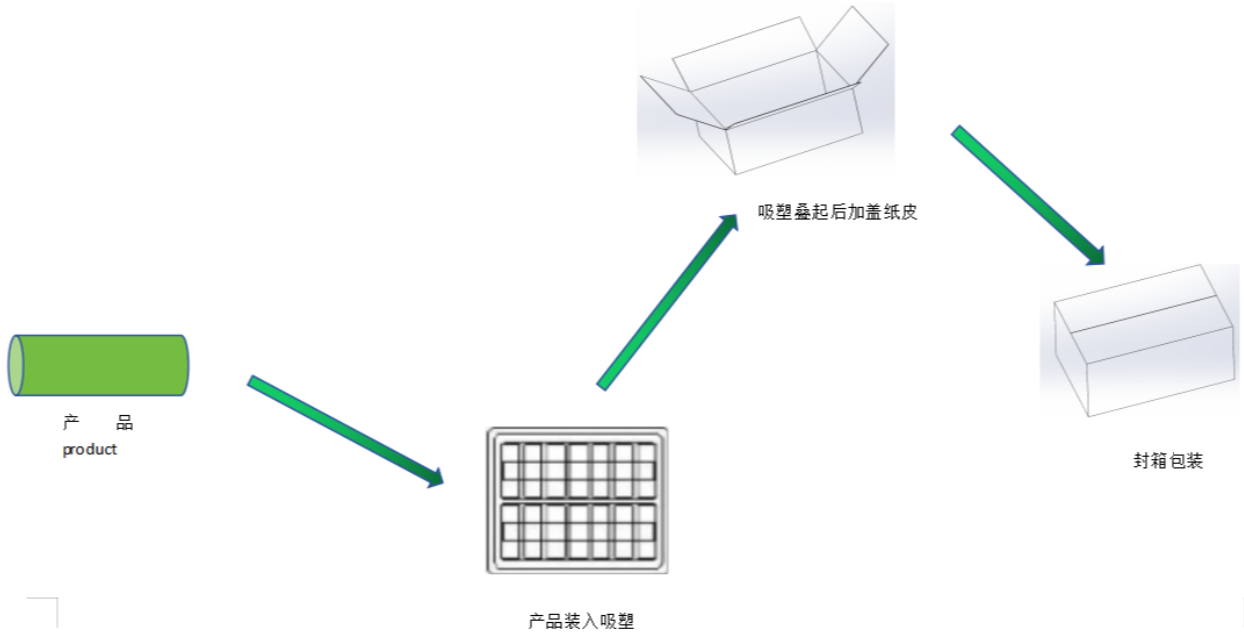 产 品
product
产品装入吸塑
吸塑叠起后加盖纸皮
封箱包装